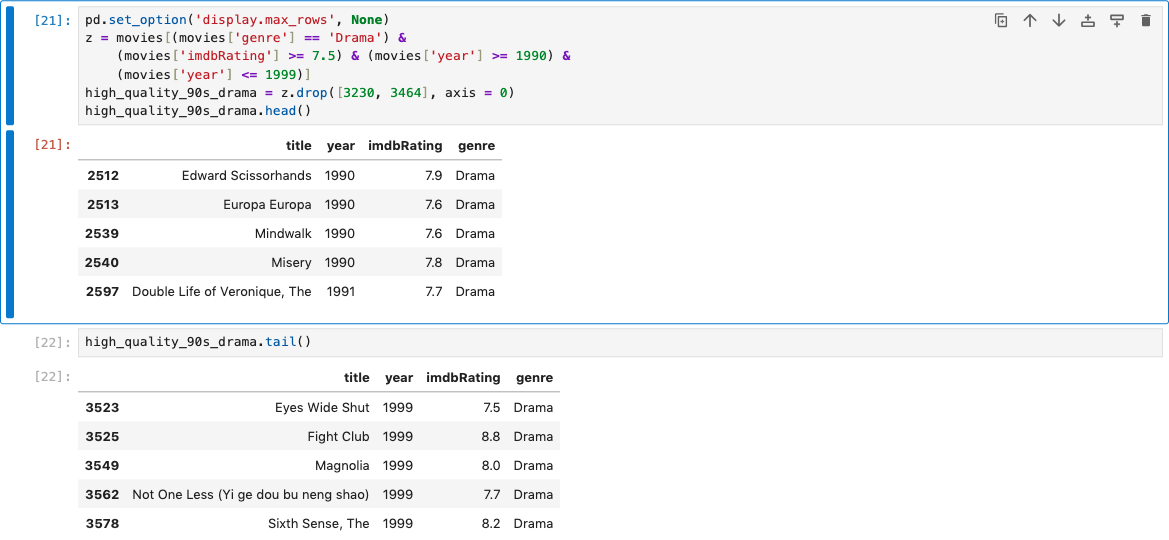 [21]: pd.set_option('display.max_rows', None)
z = movies[(movies['genre'] == 'Drama') &
    (movies['imdbRating'] >= 7.5) & (movies['year'] >= 1990) &
    (movies['year'] <= 1999)]
high_quality_90s_drama = z.drop([3230, 3464], axis = 0)
high_quality_90s_drama.head()
[21]: title year imdbRating genre
2512 Edward Scissorhands 1990 7.9 Drama
2513 Europa Europa 1990 7.6 Drama
2539 Mindwalk 1990 7.6 Drama
2540 Misery 1990 7.8 Drama
2597 Double Life of Veronique, The 1991 7.7 Drama
[22]: high_quality_90s_drama.tail()
[22]: title year imdbRating genre
3523 Eyes Wide Shut 1999 7.5 Drama
3525 Fight Club 1999 8.8 Drama
3549 Magnolia 1999 8.0 Drama
3562 Not One Less (Yi ge dou bu neng shao) 1999 7.7 Drama
3578 Sixth Sense, The 1999 8.2 Drama